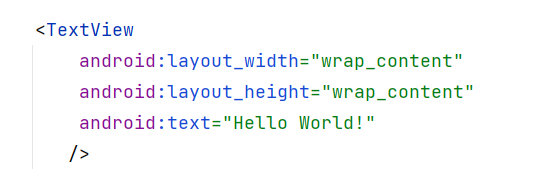 <TextView
android:layout_width="wrap_content"
android:layout_height="wrap_content"
android:text="Hello World!"
/>